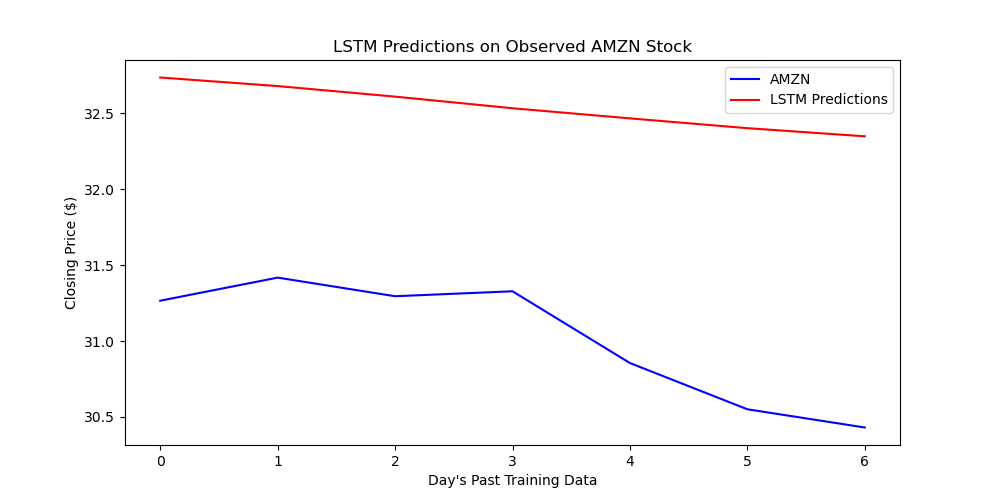 LSTM Predictions on Observed AMZN Stock
AMZN
LSTM Predictions
Closing Price ($)
32.5
32.0
31.5
31.0
30.5
0 1 2 3 4 5 6
Day's Past Training Data